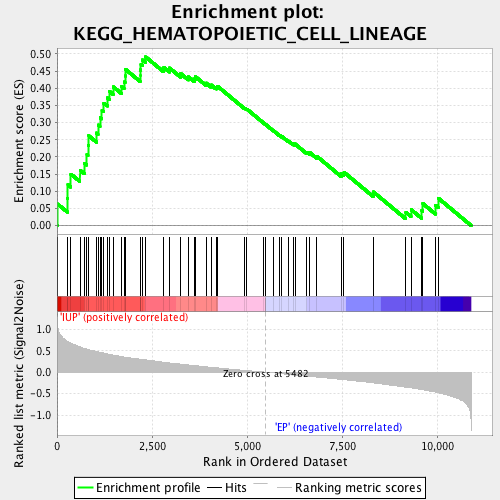 Enrichment plot:
KEGG_HEMATOPOIETIC_CELL_LINEAGE
Enrichment score (ES)
0.50
0.45
0.40
0.35
0.30
0.25
0.20
0.15
0.10
0.05
0.00
Ranked list metric (Signal2Noise)
1.0
0.5
0.0
-0.5
-1.0
'IUP' (positively correlated)
Zero cross at 5482
'EP' (negatively correlated)
0
2,500
5,000
7,500
10,000
Rank in Ordered Dataset
Enrichment profile
Hits
Ranking metric scores